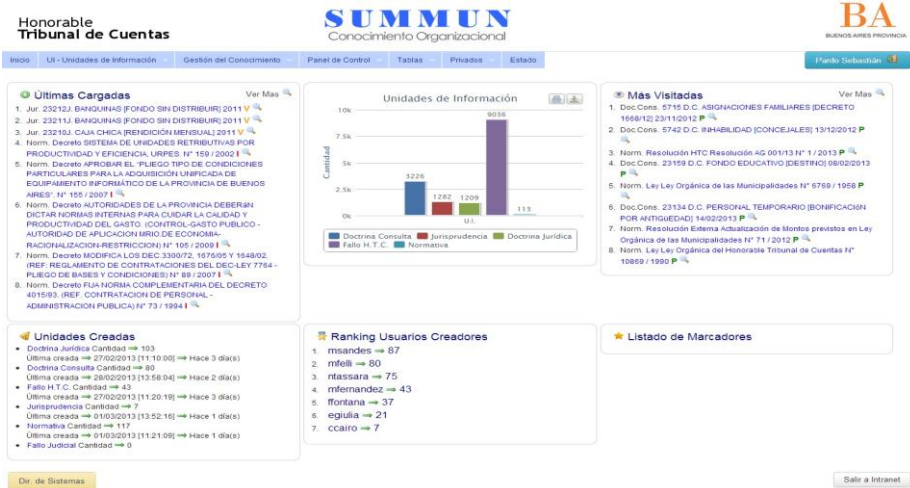 Honorable
Tribunal de Cuentas
SUMMUN
Conocimiento Organizacional
BA
BUENOS AIRES PROVINCIA
Inicio UI - Unidades de Información Gestión del Conocimiento Panel de Control Tablas Privados Estado
Pardo Sebastián
Últimas Cargadas Ver Mas
1. Jur. 23212J. BANQUINAS [FONDO SIN DISTRIBUIR] 2011 V
2. Jur. 23211J. BANQUINAS [FONDO SIN DISTRIBUIR] 2011 V
3. Jur. 23210J. CAJA CHICA [RENDICIÓN MENSUAL] 2011 V
4. Norm. Decreto SISTEMA DE UNIDADES RETRIBUTIVAS POR
PRODUCTIVIDAD Y EFICIENCIA, URPES. N° 159 / 2002 I
5. Norm. Decreto APROBAR EL "PLIEGO TIPO DE CONDICIONES
PARTICULARES PARA LA ADQUISICIÓN UNIFICADA DE
EQUIPAMIENTO INFORMÁTICO DE LA PROVINCIA DE BUENOS
AIRES". N° 155 / 2007 I
6. Norm. Decreto AUTORIDADES DE LA PROVINCIA DEBERáN
DICTAR NORMAS INTERNAS PARA CUIDAR LA CALIDAD Y
PRODUCTIVIDAD DEL GASTO. (CONTROL-GASTO PUBLICO -
AUTORIDAD DE APLICACION MRIO DE ECONOMIA-
RACIONALIZACION-RESTRICCION) N° 105 / 2009 I
7. Norm. Decreto MODIFICA LOS DEC.3300/72, 1676/05 Y 1648/02.
(REF: REGLAMENTO DE CONTRATACIONES DEL DEC-LEY 7764 -
PLIEGO DE BASES Y CONDICIONES) N° 89 / 2007 I
8. Norm. Decreto FIJA NORMA COMPLEMENTARIA DEL DECRETO
4015/93. (REF. CONTRATACION DE PERSONAL -
ADMINISTRACION PUBLICA) N° 73 / 1994 I
Unidades de Información
Cantidad
10k
7.5k
5k
2.5k
0k
3226
1282
1209
9036
113
U.I.
Doctrina Consulta Jurisprudencia Doctrina Jurídica
Fallo H.T.C. Normativa
Más Visitadas Ver Mas
1. Doc.Cons. 5715 D.C. ASIGNACIONES FAMILIARES [DECRETO
1668/12] 23/11/2012 P
2. Doc.Cons. 5742 D.C. INHABILIDAD [CONCEJALES] 13/12/2012 P
3. Norm. Resolución HTC Resolución AG 001/13 N° 1 / 2013 P
4. Doc.Cons. 23159 D.C. FONDO EDUCATIVO [DESTINO] 08/02/2013
P
5. Norm. Ley Ley Orgánica de las Municipalidades N° 6769 / 1958 P
6. Doc.Cons. 23134 D.C. PERSONAL TEMPORARIO [BONIFICACIóN
POR ANTIGüEDAD] 14/02/2013 P
7. Norm. Resolución Externa Actualización de Montos previstos en Ley
Orgánica de las Municipalidades N° 71 / 2012 P
8. Norm. Ley Ley Orgánica del Honorable Tribunal de Cuentas N°
10869 / 1990 P
Unidades Creadas
Doctrina Jurídica Cantidad 103
Última creada 27/02/2013 [11:10:00] Hace 3 día(s)
Doctrina Consulta Cantidad 80
Última creada 28/02/2013 [13:58:04] Hace 2 día(s)
Fallo H.T.C. Cantidad 43
Última creada 27/02/2013 [11:20:19] Hace 3 día(s)
Jurisprudencia Cantidad 7
Última creada 01/03/2013 [13:52:16] Hace 1 día(s)
Normativa Cantidad 117
Última creada 01/03/2013 [11:21:09] Hace 1 día(s)
Fallo Judicial Cantidad 0
Ranking Usuarios Creadores
1. msandes 87
2. mfelli 80
3. ntassara 75
4. mfernandez 43
5. ffontana 37
6. egiulia 21
7. ccairo 7
Listado de Marcadores
Dir. de Sistemas
Salir a Intranet